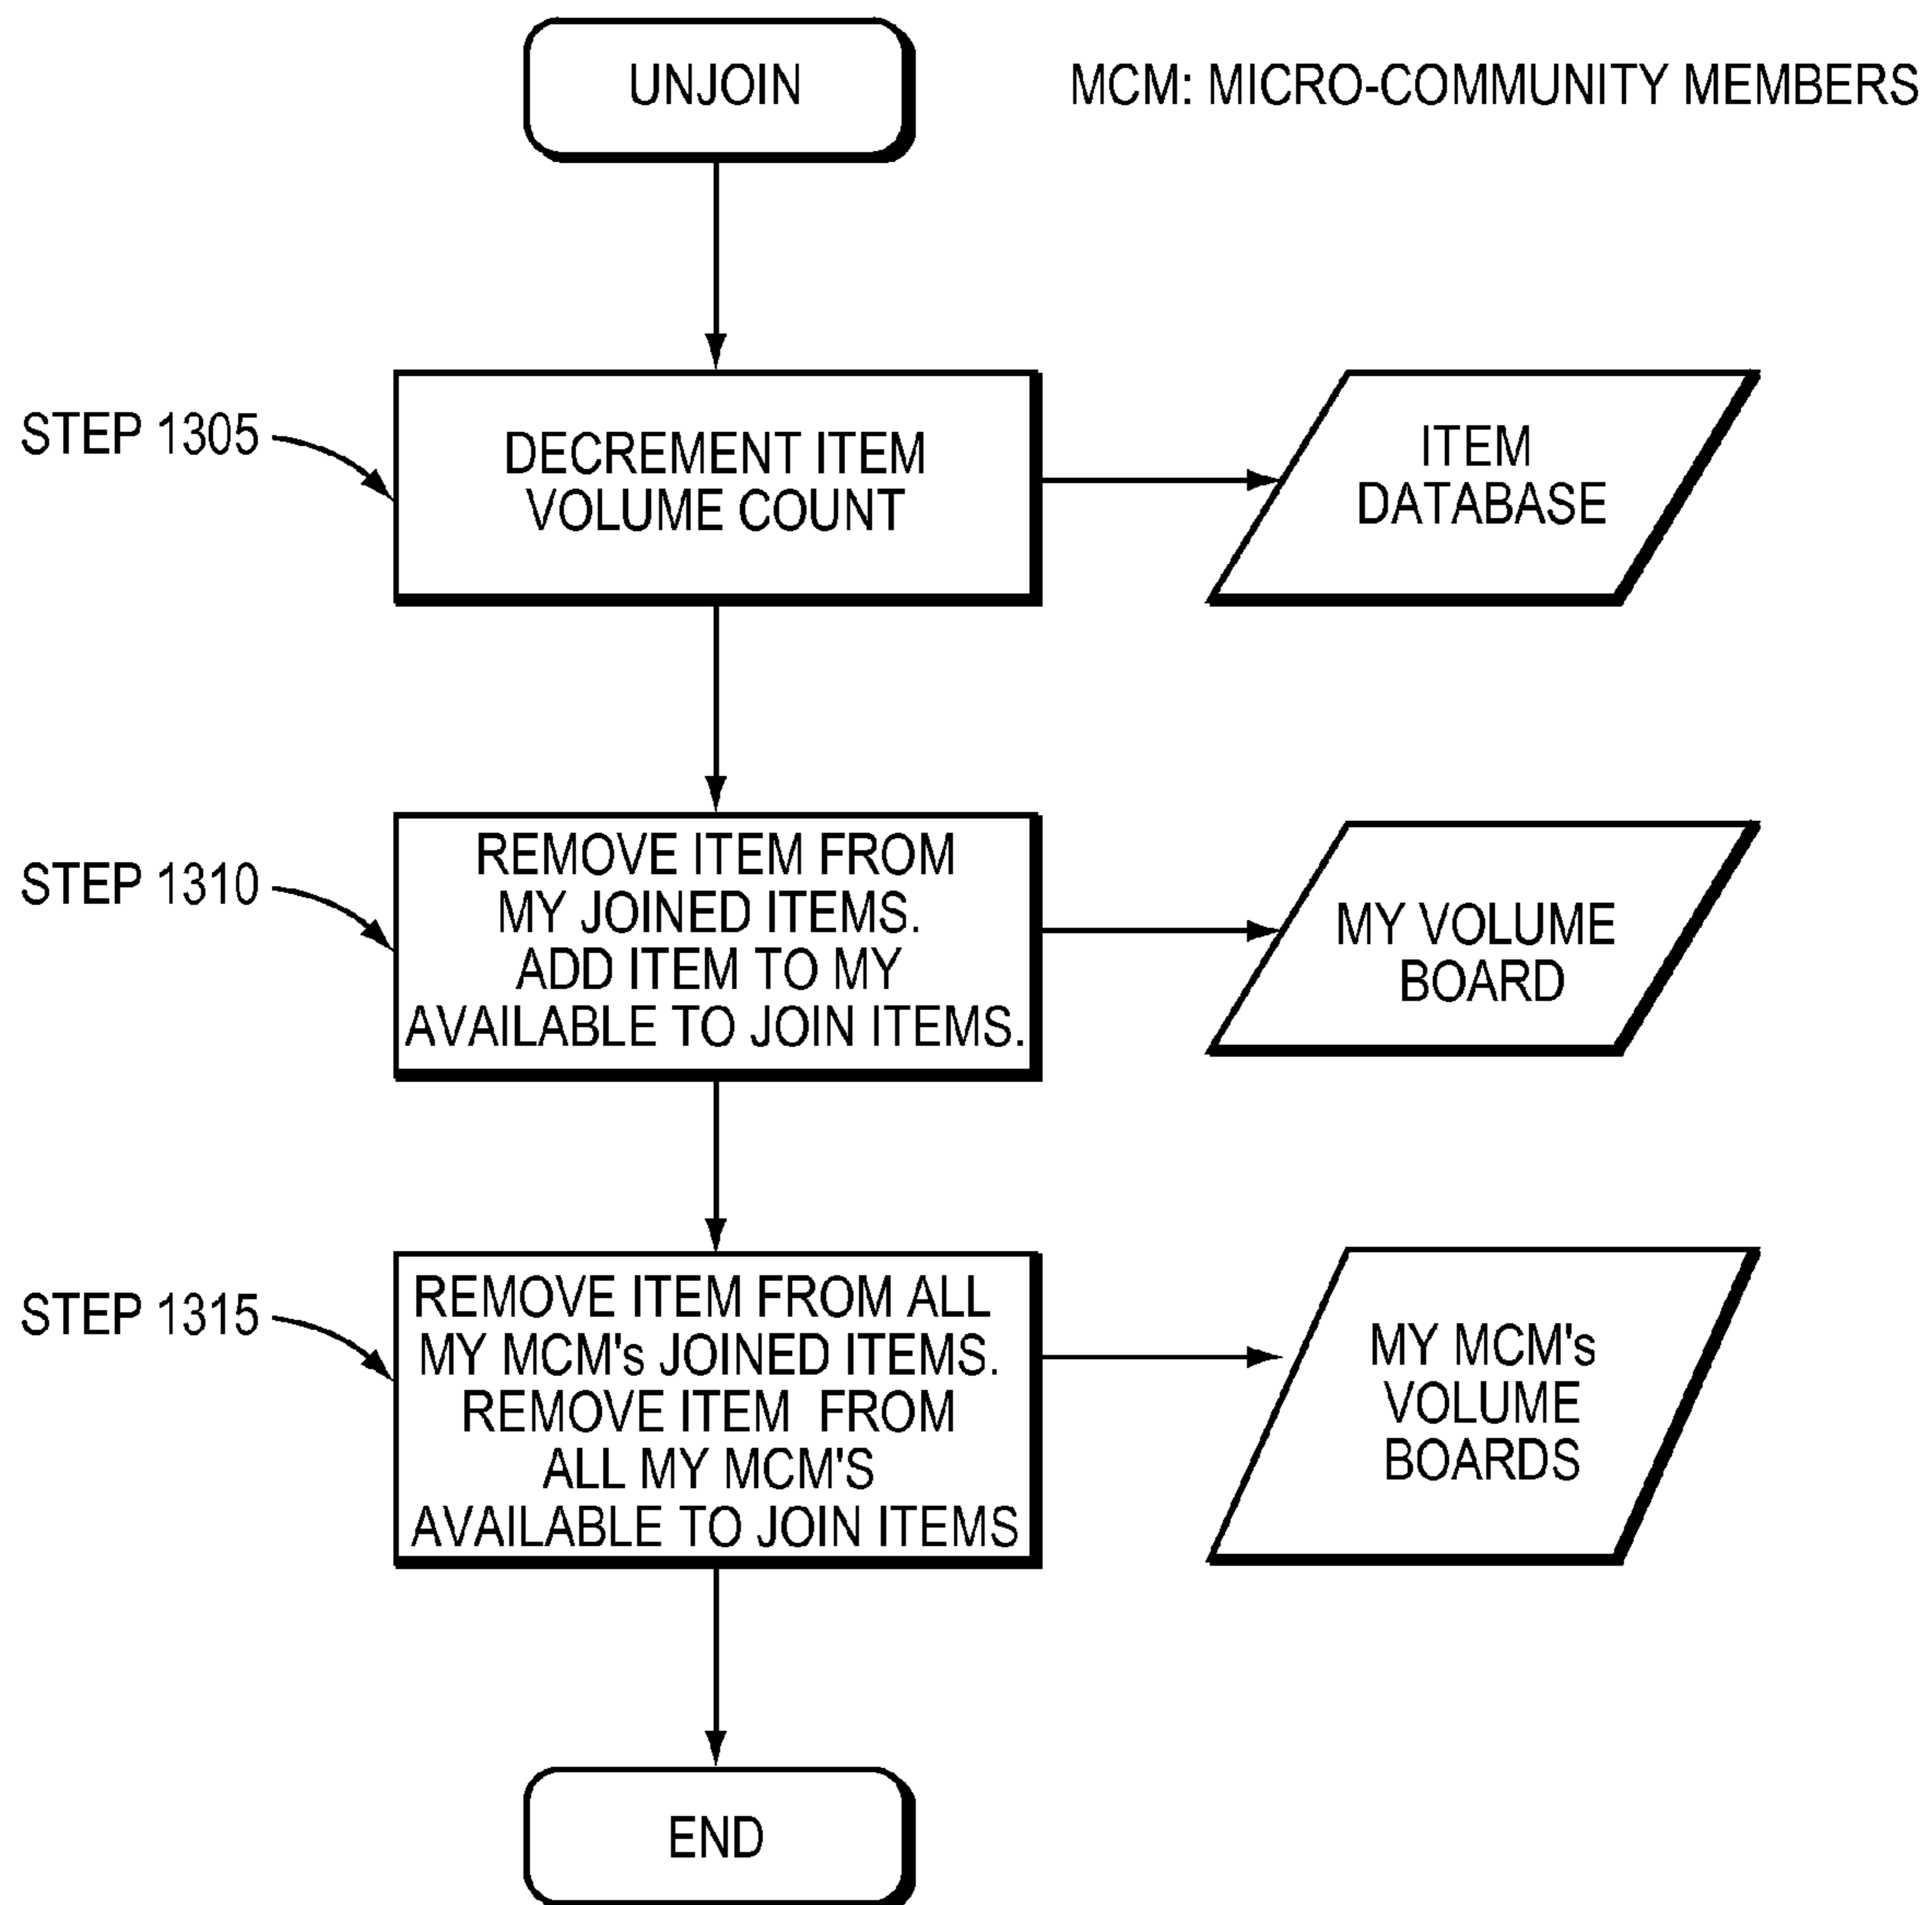 UNJOIN
MCM: MICRO-COMMUNITY MEMBERS
STEP 1305
DECREMENT ITEM
VOLUME COUNT
ITEM
DATABASE
STEP 1310
REMOVE ITEM FROM
MY JOINED ITEMS.
ADD ITEM TO MY
AVAILABLE TO JOIN ITEMS.
MY VOLUME
BOARD
STEP 1315
REMOVE ITEM FROM ALL
MY MCM's JOINED ITEMS.
REMOVE ITEM FROM
ALL MY MCM'S
AVAILABLE TO JOIN ITEMS
MY MCM's
VOLUME
BOARDS
END